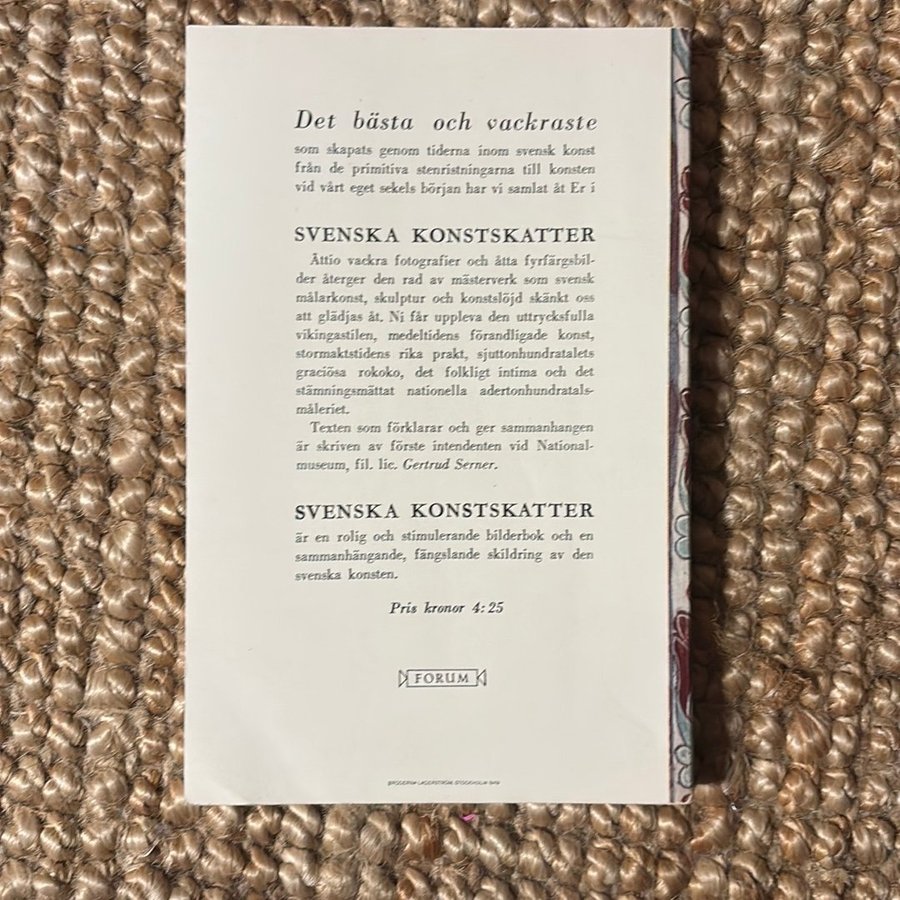 Det bästa och vackraste
som skapats genom tiderna inom svensk konst
från de primitiva stenristningarna till konsten
vid vårt eget sekels början har vi samlat åt Er i
SVENSKA KONSTSKATTER
Åttio vackra fotografier och åtta fyrfärgsbil-
der återger den rad av mästerverk som svensk
målarkonst, skulptur och konstslöjd skänkt oss
att glädjas åt. Ni får uppleva den uttrycksfulla
vikingastilen, medeltidens förandligade konst,
stormaktstidens rika prakt, sjuttonhundratalets
graciösa rokoko, det folkligt intima och det
stämningsmättat nationella adertonhundratals-
måleriet.
Texten som förklarar och ger sammanhangen
är skriven av förste intendenten vid National-
museum, fil. lic. Gertrud Serner.
SVENSKA KONSTSKATTER
är en rolig och stimulerande bilderbok och en
sammanhängande, fängslande skildring av den
svenska konsten.
Pris kronor 4:25
FORUM
BRÖDERNA LAGERSTRÖM, STOCKHOLM